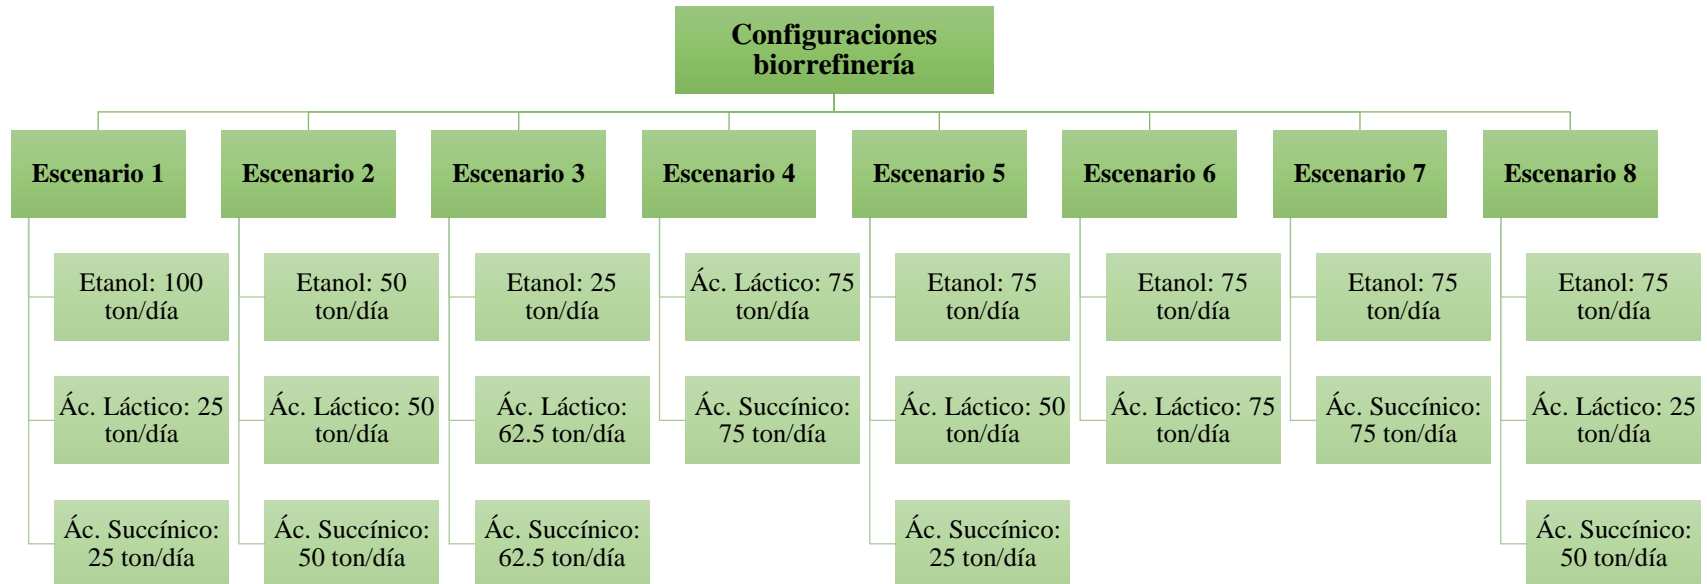 Configuraciones
biorrefinería
Escenario 1
Etanol: 100
ton/día
Ác. Láctico: 25
ton/día
Ác. Succínico:
25 ton/día
Escenario 2
Etanol: 50
ton/día
Ác. Láctico: 50
ton/día
Ác. Succínico:
50 ton/día
Escenario 3
Etanol: 25
ton/día
Ác. Láctico:
62.5 ton/día
Ác. Succínico:
62.5 ton/día
Escenario 4
Ác. Láctico: 75
ton/día
Ác. Succínico:
75 ton/día
Escenario 5
Etanol: 75
ton/día
Ác. Láctico: 50
ton/día
Ác. Succínico:
25 ton/día
Escenario 6
Etanol: 75
ton/día
Ác. Láctico: 75
ton/día
Escenario 7
Etanol: 75
ton/día
Ác. Succínico:
75 ton/día
Escenario 8
Etanol: 75
ton/día
Ác. Láctico: 25
ton/día
Ác. Succínico:
50 ton/día